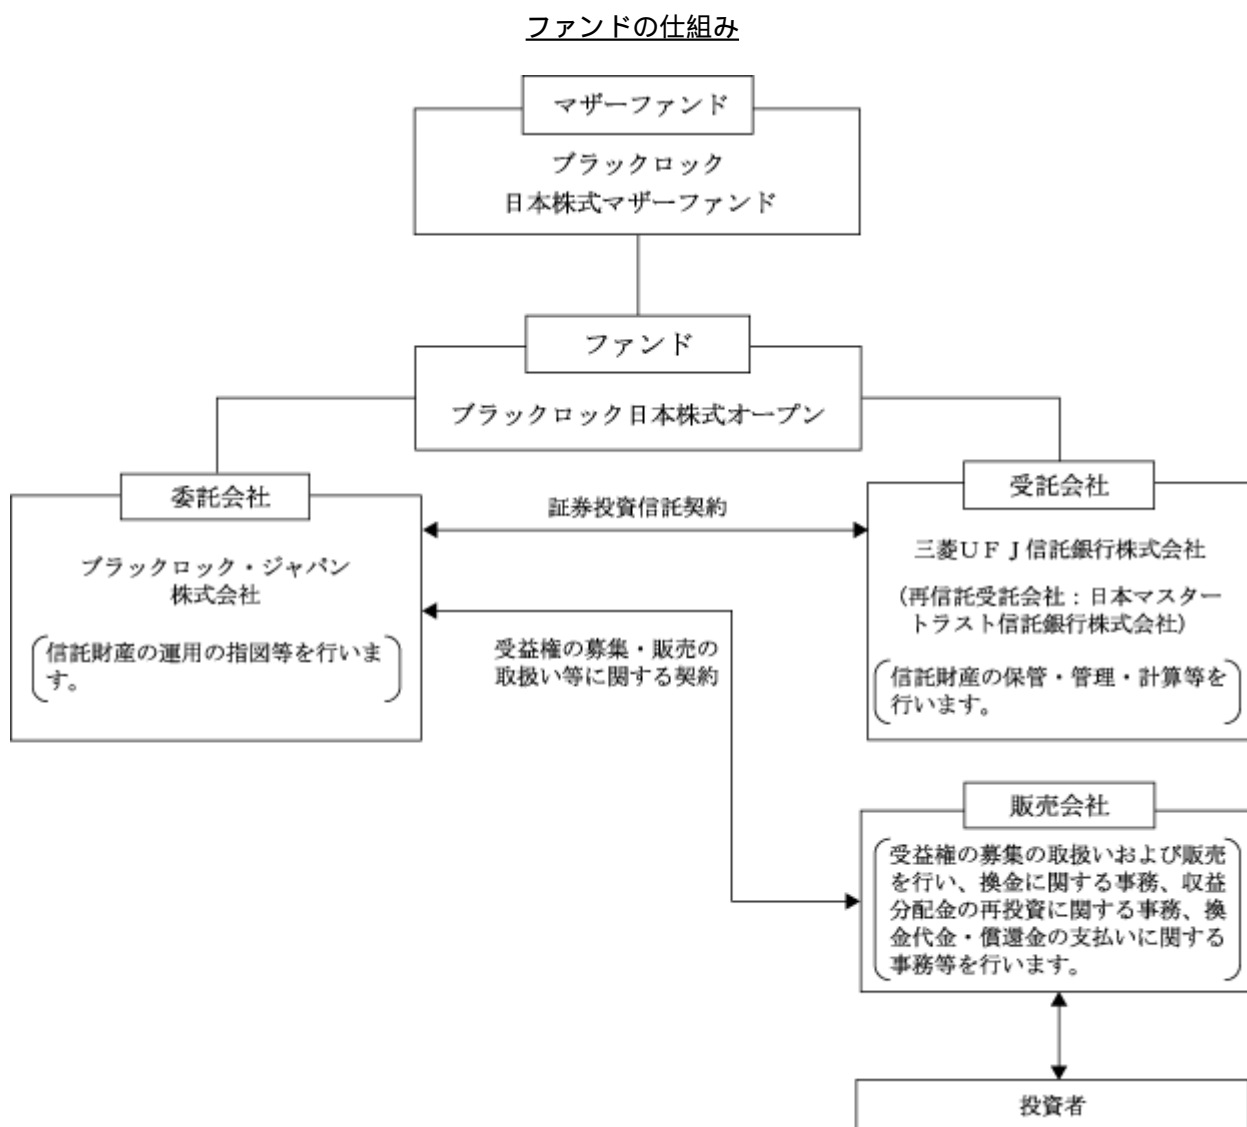 ファンドの仕組み
マザーファンド
ブラックロック
日本株式マザーファンド
ファンド
ブラックロック日本株式オープン
委託会社
ブラックロック・ジャパン
株式会社
信託財産の運用の指図等を行いま
す。
証券投資信託契約
受益権の募集・販売の
取扱い等に関する契約
受託会社
三菱UFJ信託銀行株式会社
(再信託受託会社:日本マスター
トラスト信託銀行株式会社)
信託財産の保管・管理・計算等を
行います。
販売会社
受益権の募集の取扱いおよび販売
を行い、換金に関する事務、収益
分配金の再投資に関する事務、換
金代金・償還金の支払いに関する
事務等を行います。
投資者